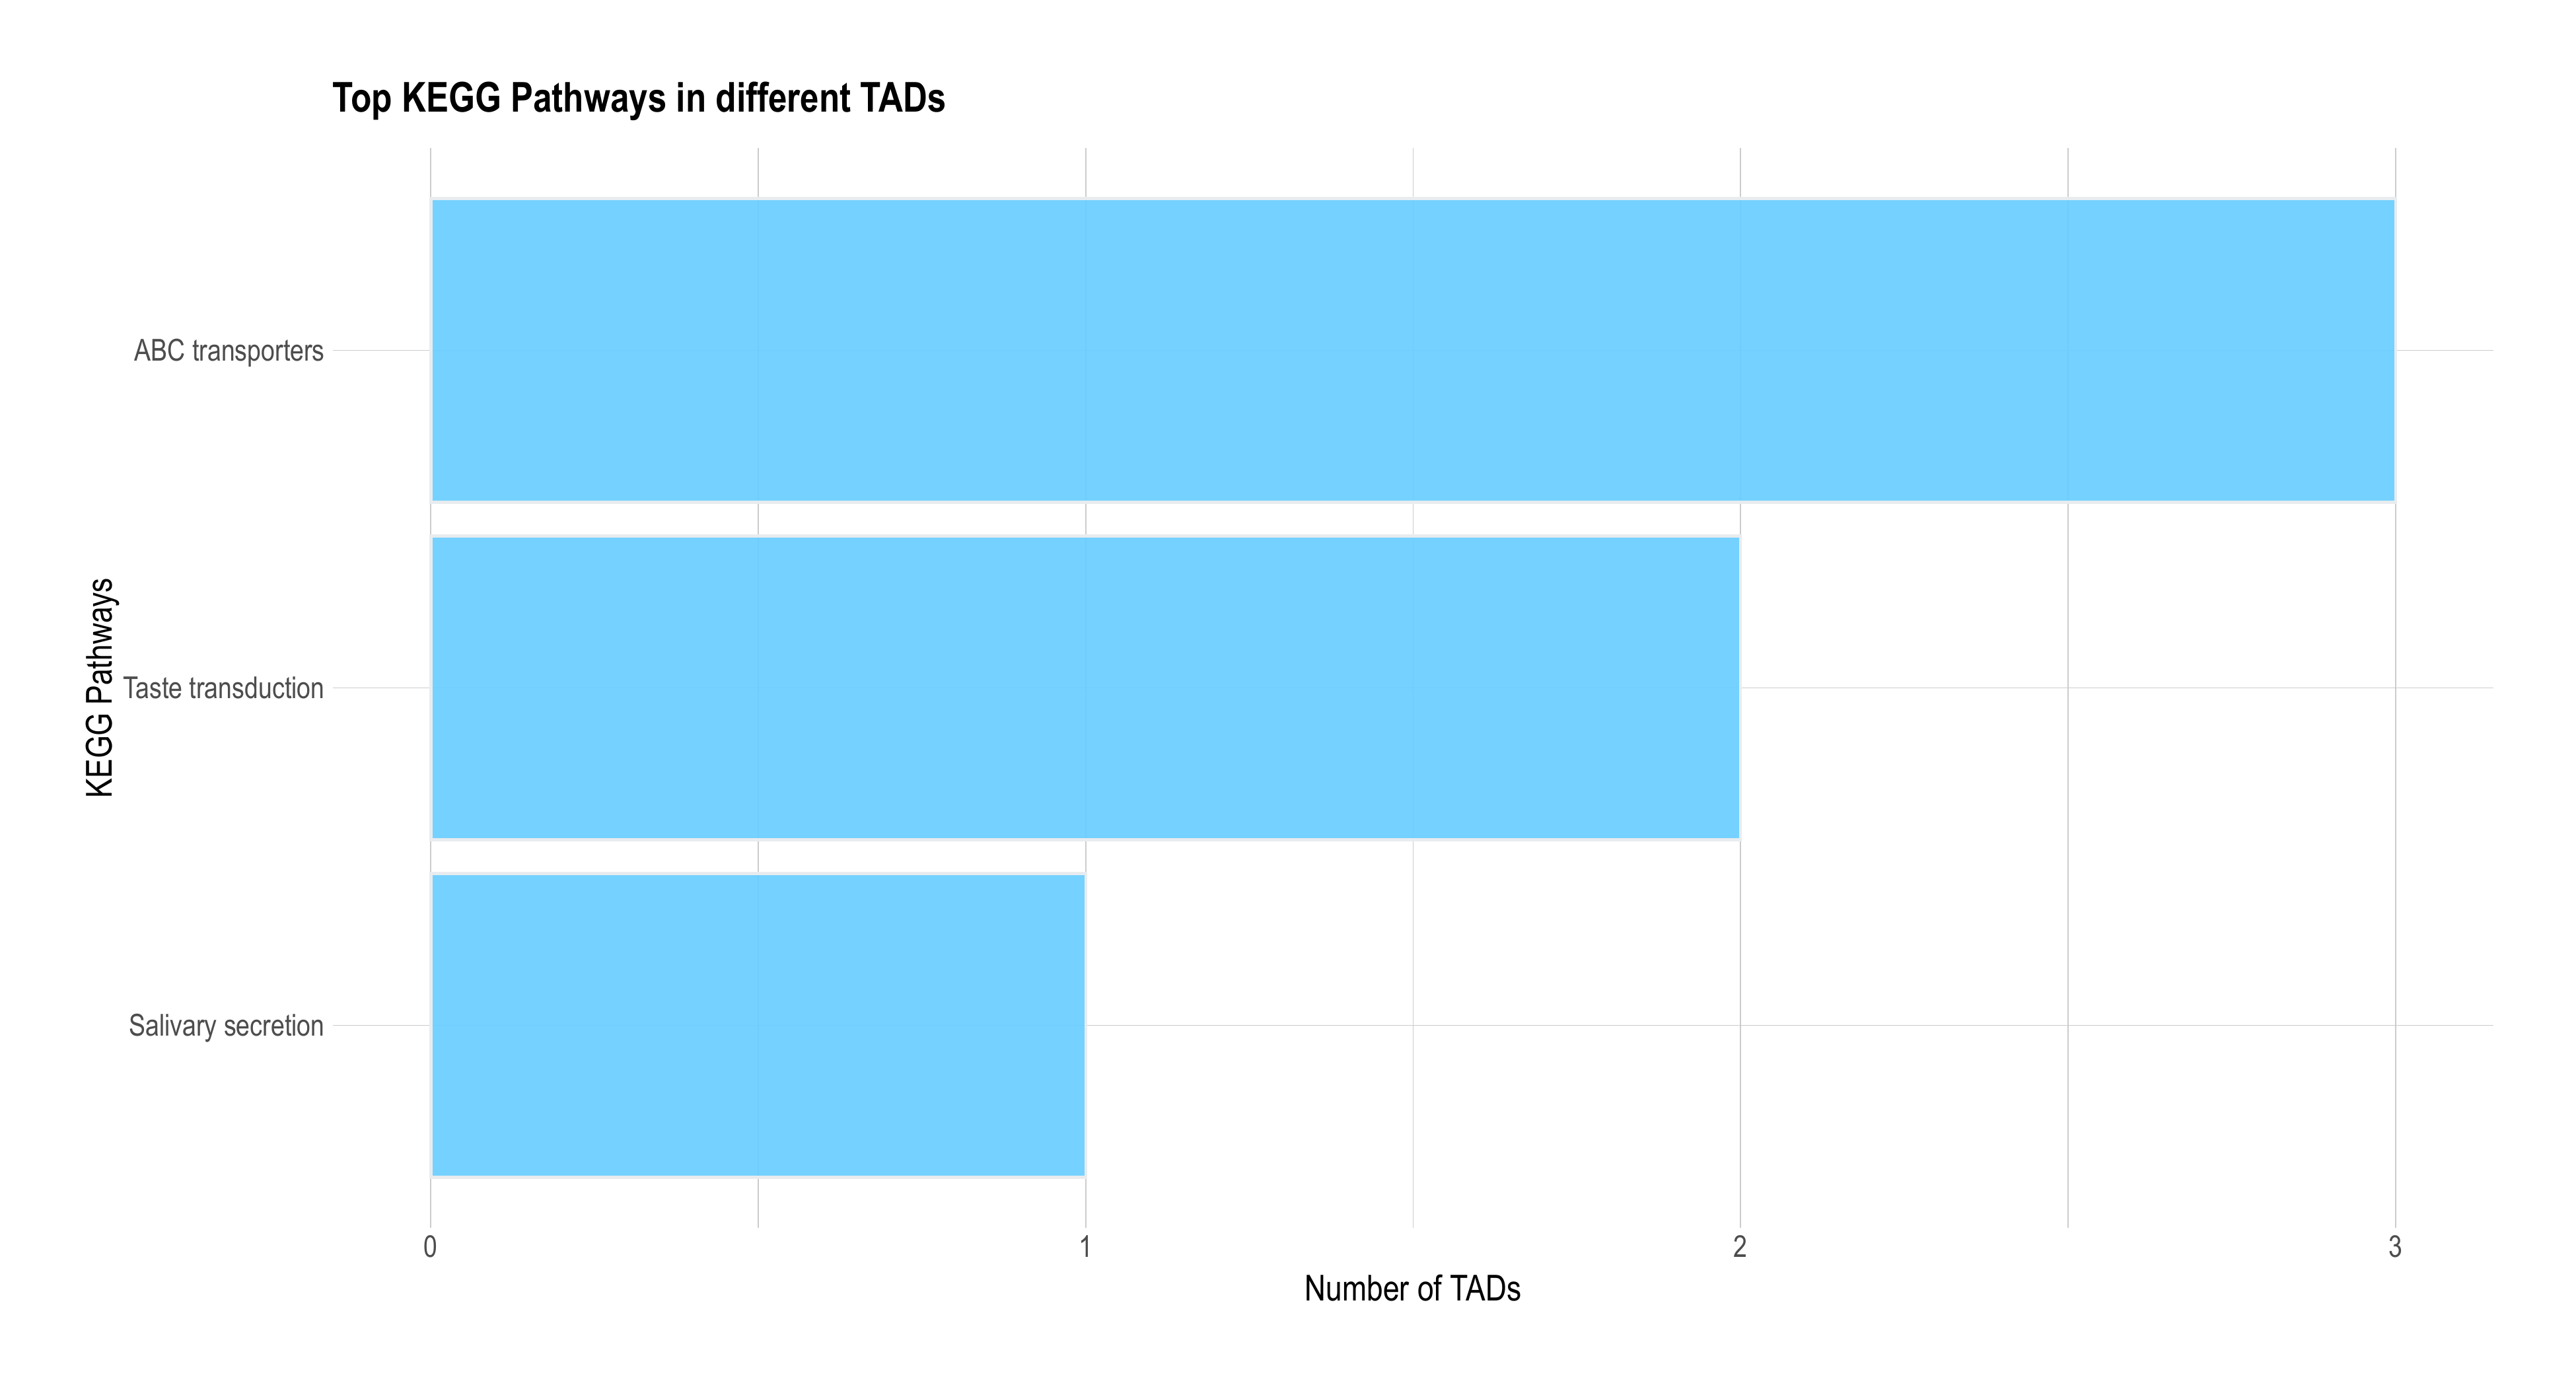 Top KEGG Pathways in different TADs
KEGG Pathways
ABC transporters
Taste transduction
Salivary secretion
0 1 2 3
Number of TADs